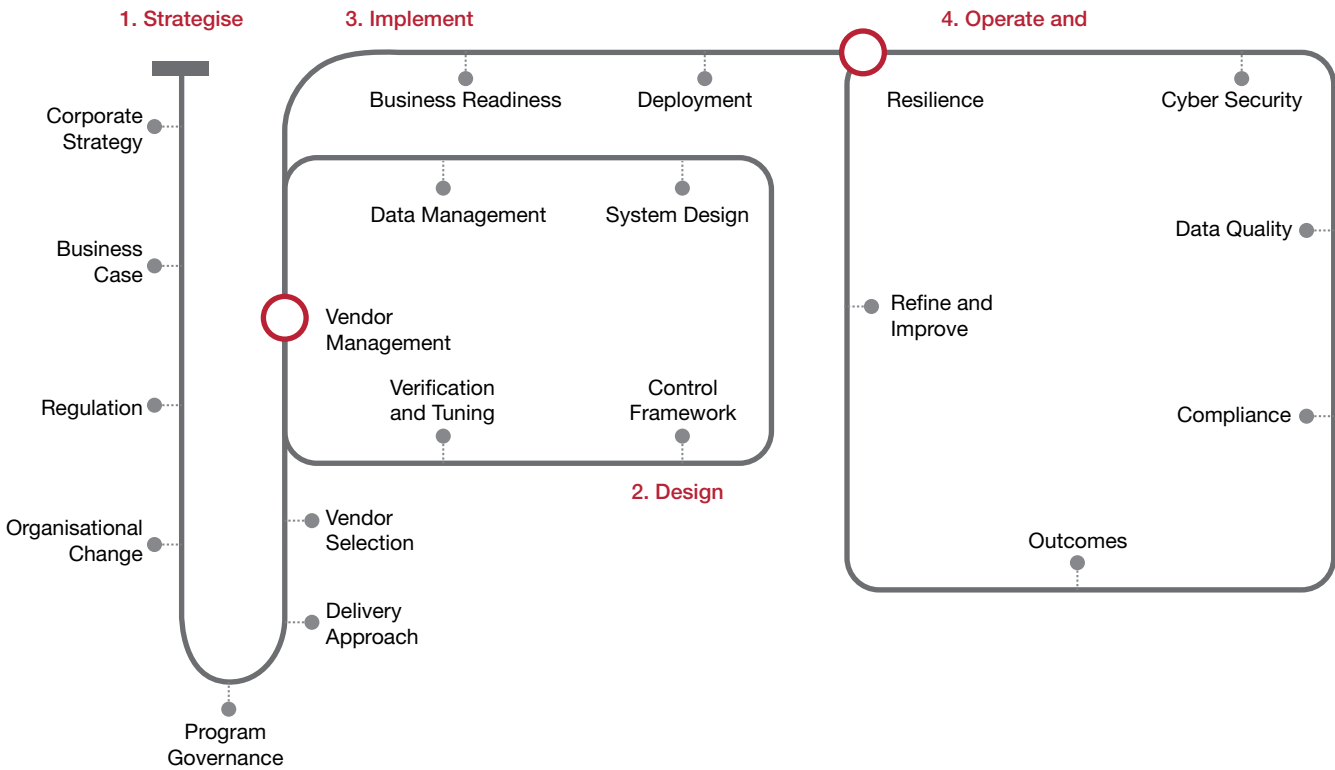 1. Strategise
3. Implement
4. Operate and
Business Readiness
Deployment
Resilience
Cyber Security
Corporate
Strategy
Data Management
System Design
Data Quality
Business
Case
Vendor
Management
Refine and
Improve
Verification
and Tuning
Control
Framework
Regulation
Compliance
2. Design
Vendor
Selection
Organisational
Change
Outcomes
Delivery
Approach
Program
Governance